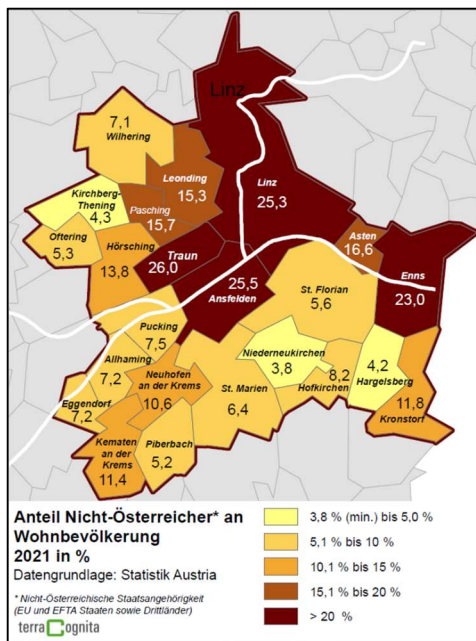 Linz
7,1
Wilhering
Leonding
15,3
Kirchberg-
Thening
4,3
Pasching
15,7
Linz
25,3
Oftering
5,3
Hörsching
13,8
Traun
26,0
Asten
16,6
25,5
Ansfelden
Enns
23,0
St. Florian
5,6
Pucking
7,5
Allhaming
7,2
Neuhofen
an der Krems
10,6
Niederneukirchen
3,8
8,2
Hofkirchen
4,2
Hargelsberg
Eggendorf
7,2
St. Marien
6,4
11,8
Kronstorf
Kematen
an der
Krems
11,4
Piberbach
5,2
Anteil Nicht-Österreicher* an
Wohnbevölkerung
2021 in %
Datengrundlage: Statistik Austria
* Nicht-Österreichische Staatsangehörigkeit
(EU und EFTA Staaten sowie Drittländer)
terra Cognita
3,8 % (min.) bis 5,0 %
5,1 % bis 10 %
10,1 % bis 15 %
15,1 % bis 20 %
> 20 %